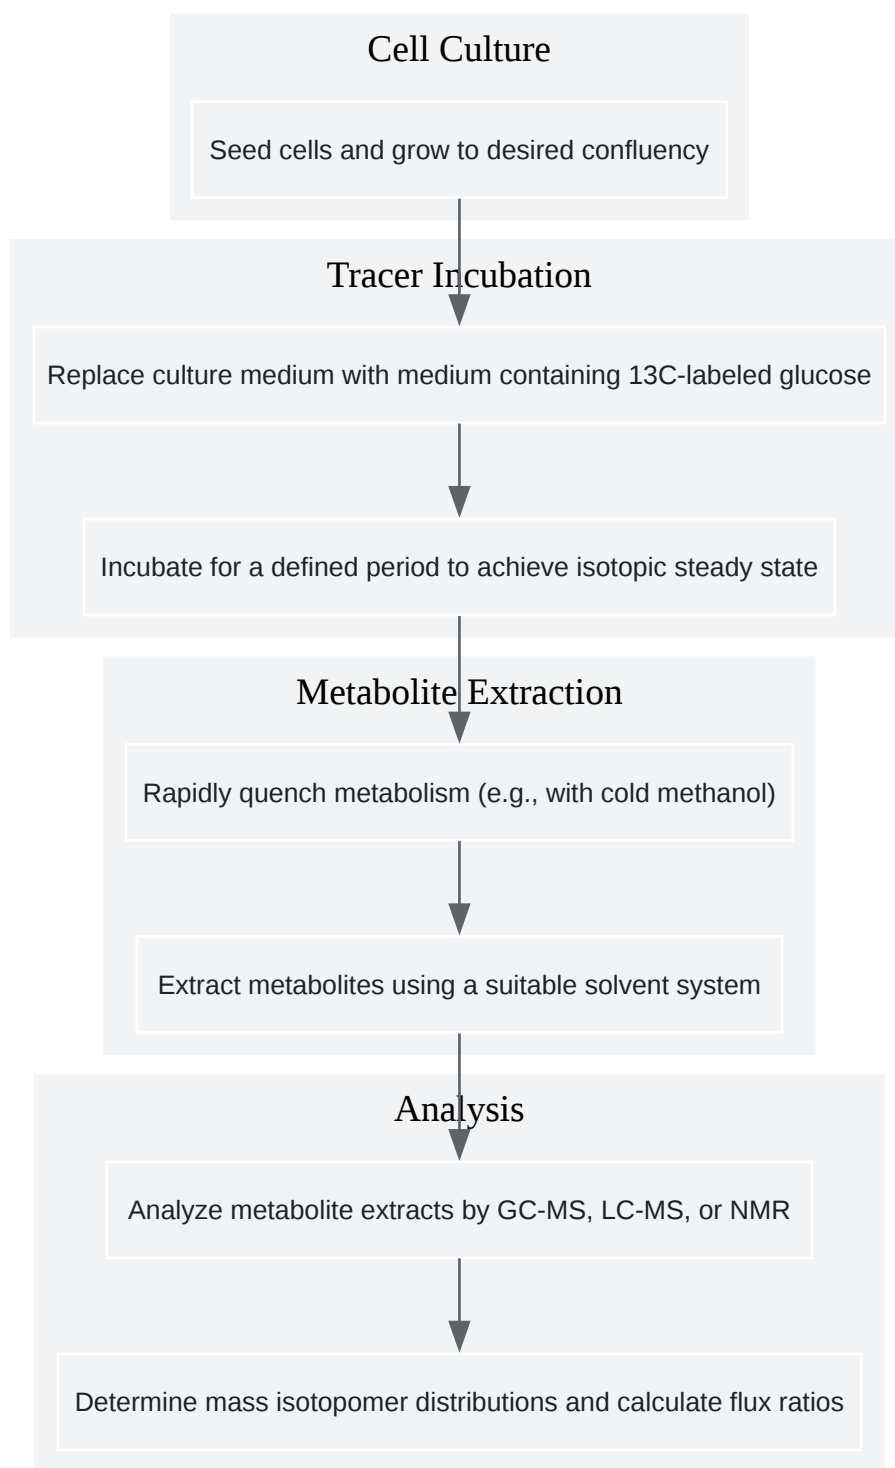 Cell Culture
Seed cells and grow to desired confluency
Tracer Incubation
Replace culture medium with medium containing 13C-labeled glucose
Incubate for a defined period to achieve isotopic steady state
Metabolite Extraction
Rapidly quench metabolism (e.g., with cold methanol)
Extract metabolites using a suitable solvent system
Analysis
Analyze metabolite extracts by GC-MS, LC-MS, or NMR
Determine mass isotopomer distributions and calculate flux ratios